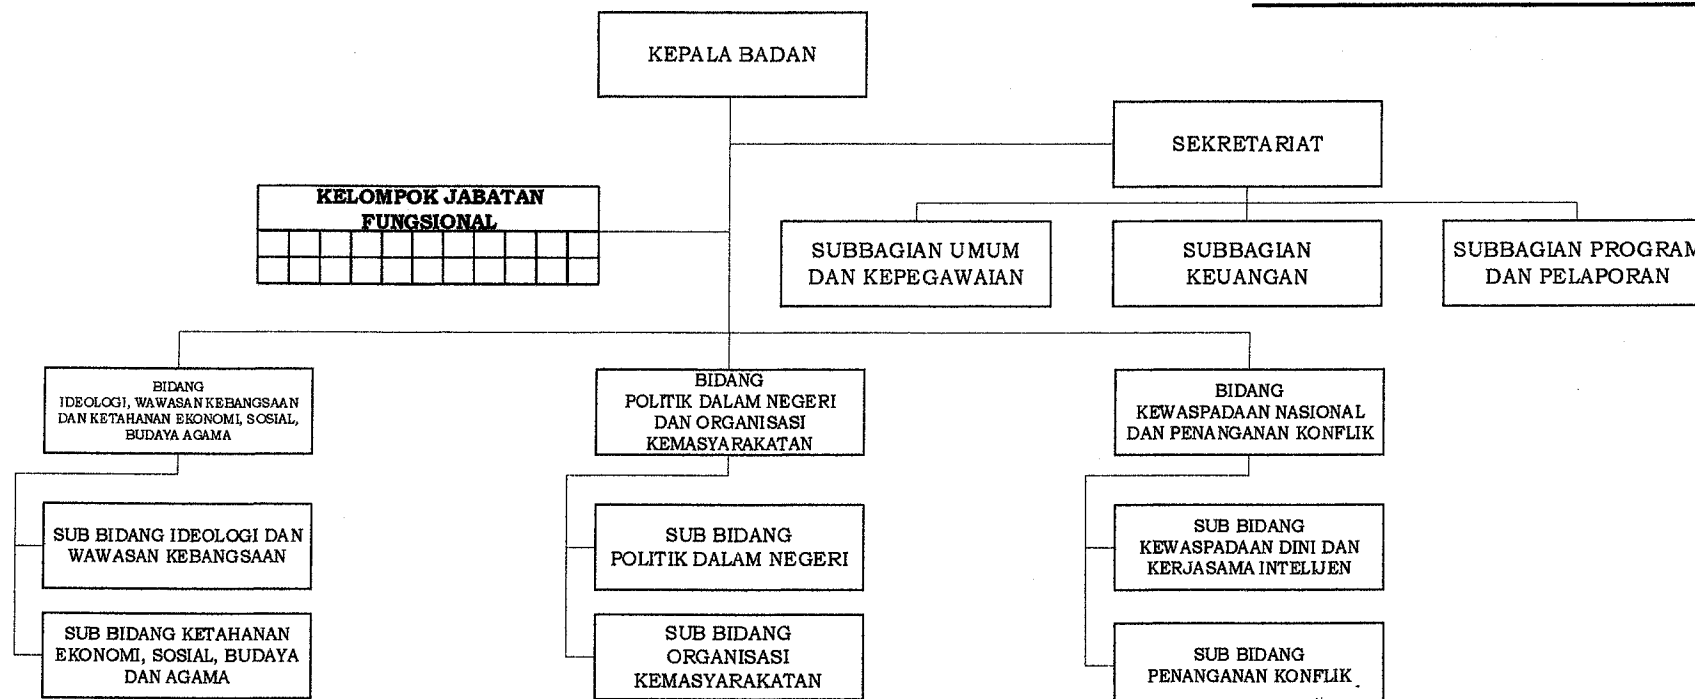 KEPALA BADAN
SEKRETARIAT
KELOMPOK JABATAN
FUNGSIONAL
SUBBAGIAN UMUM
DAN KEPEGAWAIAN
SUBBAGIAN
KEUANGAN
SUBBAGIAN PROGRAM
DAN PELAPORAN
BIDANG
IDEOLOGI, WAWASAN KEBANGSAAN
DAN KETAHANAN EKONOMI, SOSIAL,
BUDAYA AGAMA
BIDANG
POLITIK DALAM NEGERI
DAN ORGANISASI
KEMASYARAKATAN
BIDANG
KEWASPADAAN NASIONAL
DAN PENANGANAN KONFLIK
SUB BIDANG IDEOLOGI DAN
WAWASAN KEBANGSAAN
SUB BIDANG
POLITIK DALAM NEGERI
SUB BIDANG
KEWASPADAAN DINI DAN
KERJASAMA INTELIJEN
SUB BIDANG KETAHANAN
EKONOMI, SOSIAL, BUDAYA
DAN AGAMA
SUB BIDANG
ORGANISASI
KEMASYARAKATAN
SUB BIDANG
PENANGANAN KONFLIK